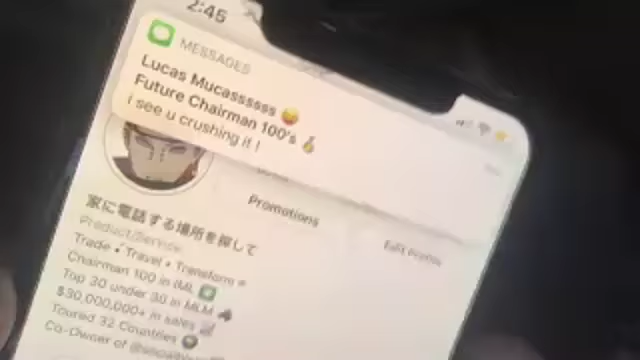 2:45
MESSAGES
Lucas Mucassssss 😛
Future Chairman 100's 💰
i see u crushing it !
Promotions
Edit Profile
家に電話する場所を探して
Product/Service
Trade • Travel • Transform •
Chairman 100 in IML
Top 30 under 30 in MLM
$30,000,000+ in sales
Toured 32 Countries
Co-Owner of